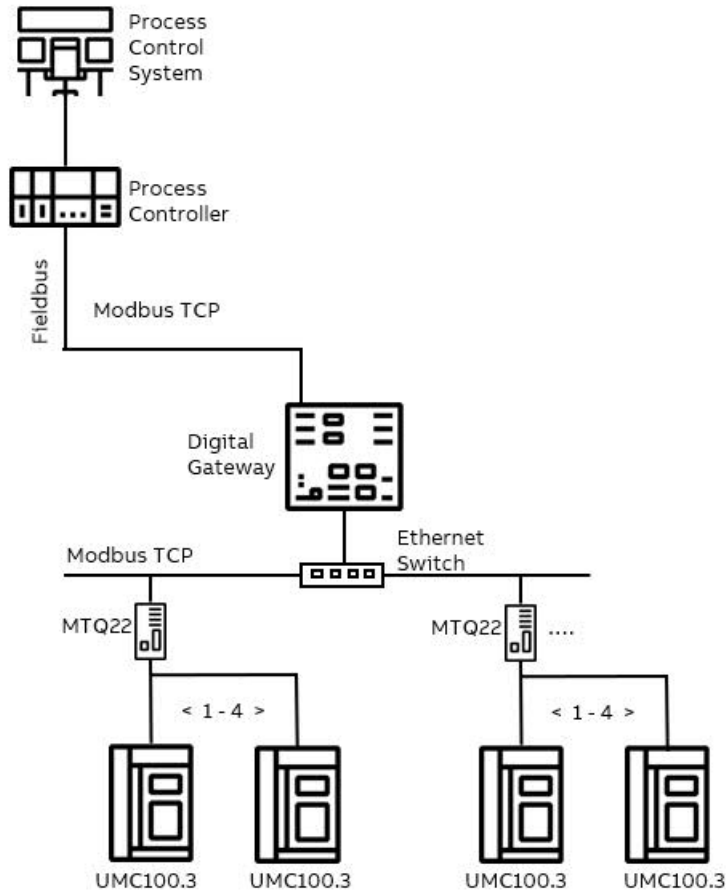 Process
Control
System
Process
Controller
Fieldbus
Modbus TCP
Digital
Gateway
Ethernet
Switch
Modbus TCP
MTQ22
MTQ22 ....
< 1 - 4 >
< 1 - 4 >
UMC100.3
UMC100.3
UMC100.3
UMC100.3